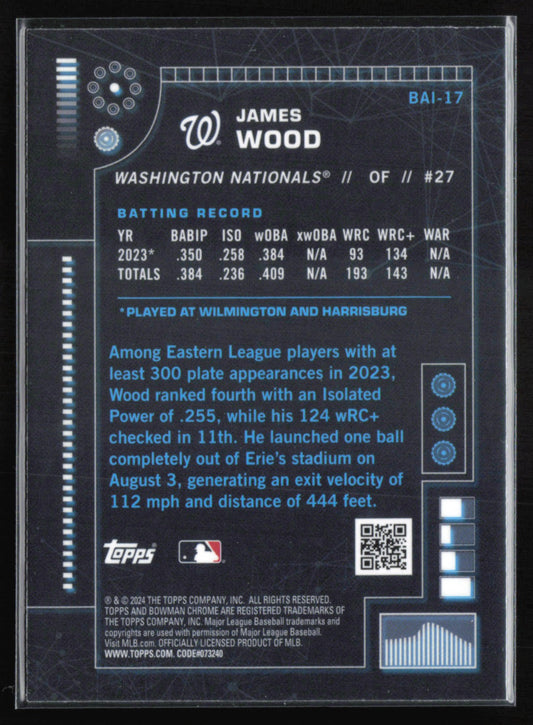 BAI-17
W®
JAMES
WOOD
WASHINGTON NATIONALS® // OF // #27
BATTING RECORD
YR BABIP ISO wOBA xwOBA WRC WRC+ WAR
2023* .350 .258 .384 N/A 93 134 N/A
TOTALS .384 .236 .409 N/A 193 143 N/A
*PLAYED AT WILMINGTON AND HARRISBURG
Among Eastern League players with at
least 300 plate appearances in 2023,
Wood ranked fourth with an Isolated
Power of .255, while his 124 wRC+
checked in 11th. He launched one ball
completely out of Erie's stadium on
August 3, generating an exit velocity of
112 mph and distance of 444 feet.
topps®
® & © 2024 THE TOPPS COMPANY, INC. ALL RIGHTS RESERVED.
TOPPS AND BOWMAN CHROME ARE REGISTERED TRADEMARKS OF
THE TOPPS COMPANY, INC. Major League Baseball trademarks and
copyrights are used with permission of Major League Baseball.
Visit MLB.com. OFFICIALLY LICENSED PRODUCT OF MLB.
WWW.TOPPS.COM. CODE#073240